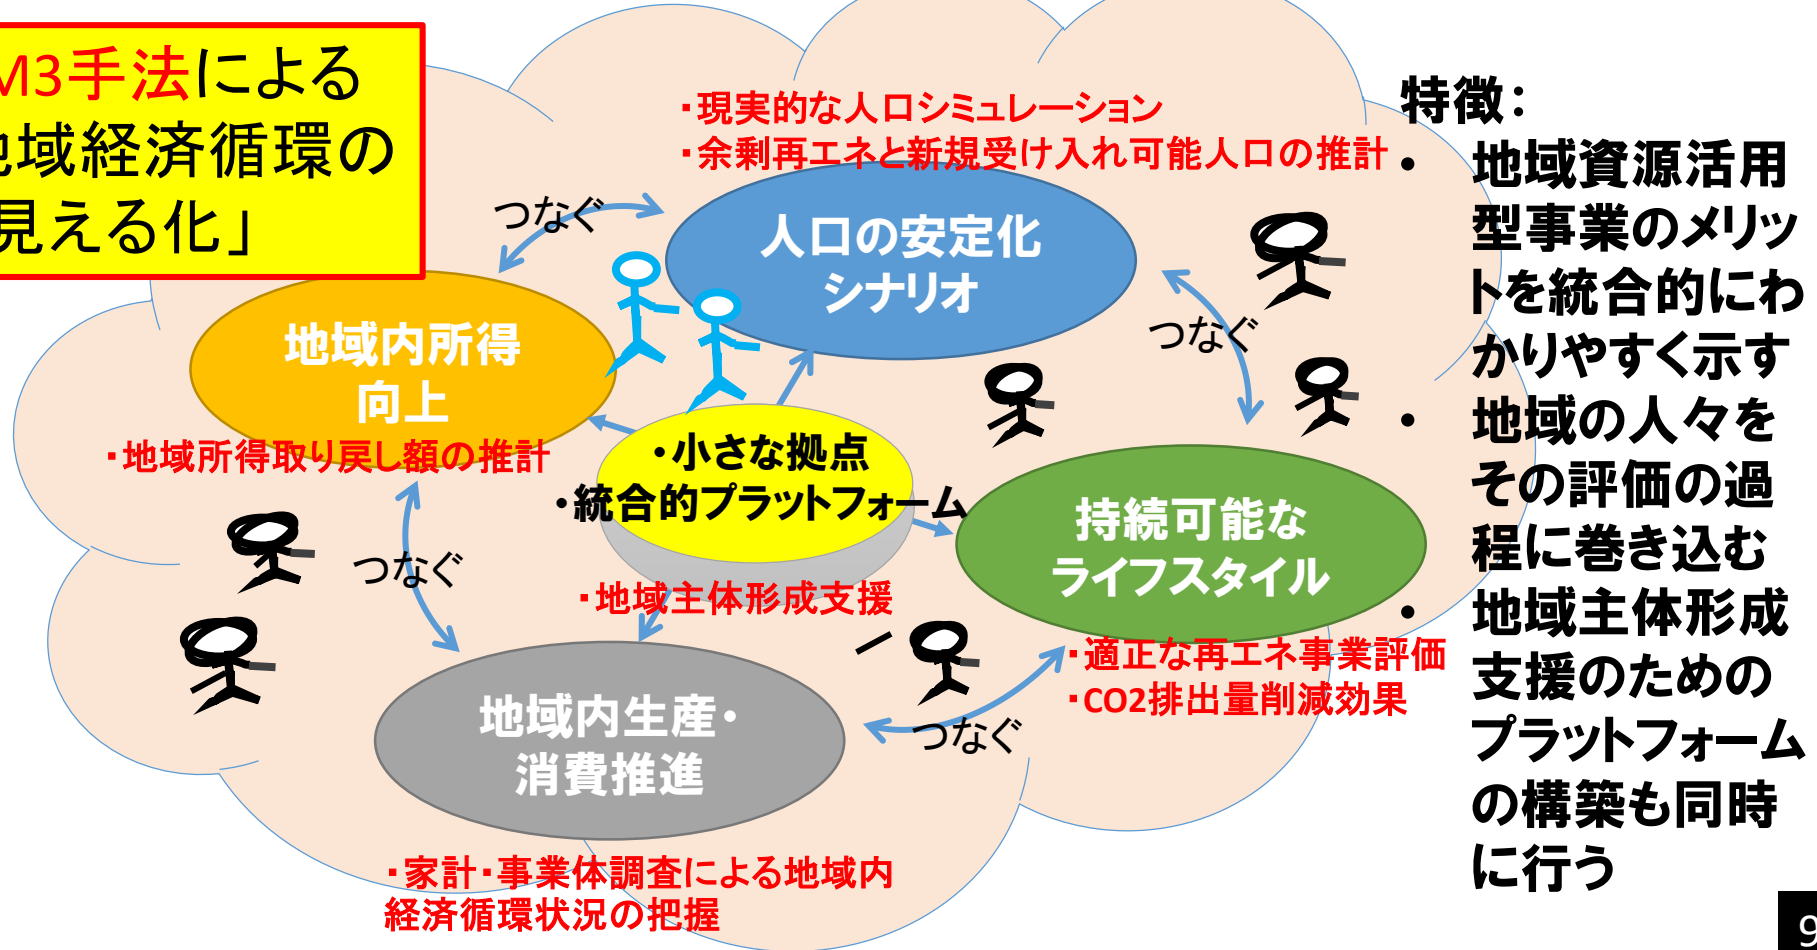 M3手法による
地域経済循環の
見える化」
・現実的な人口シミュレーション
・余剰再エネと新規受け入れ可能人口の推計
つなぐ
人口の安定化
シナリオ
つなぐ
地域内所得
向上
・地域所得取り戻し額の推計
・小さな拠点
・統合的プラットフォーム
・地域主体形成支援
持続可能な
ライフスタイル
・適正な再エネ事業評価
・CO2排出量削減効果
つなぐ
つなぐ
地域内生産・
消費推進
・家計・事業体調査による地域内
経済循環状況の把握
特徴：
• 地域資源活用
型事業のメリッ
トを統合的にわ
かりやすく示す
• 地域の人々を
その評価の過
程に巻き込む
• 地域主体形成
支援のための
プラットフォーム
の構築も同時
に行う
9